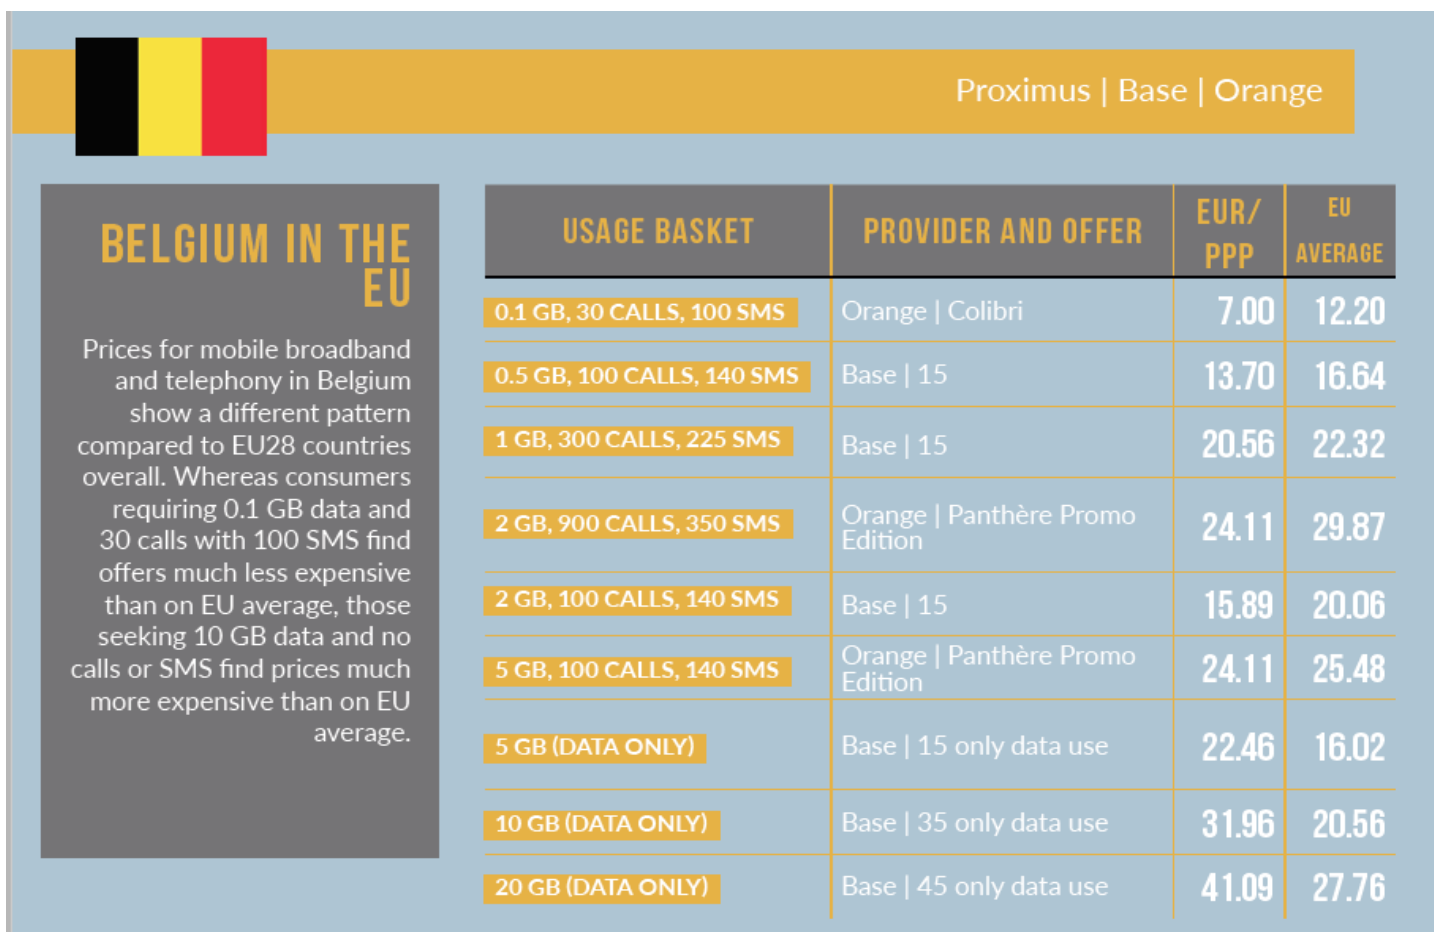 Proximus | Base | Orange
BELGIUM IN THE
EU
Prices for mobile broadband
and telephony in Belgium
show a different pattern
compared to EU28 countries
overall. Whereas consumers
requiring 0.1 GB data and
30 calls with 100 SMS find
offers much less expensive
than on EU average, those
seeking 10 GB data and no
calls or SMS find prices much
more expensive than on EU
average.
USAGE BASKET PROVIDER AND OFFER EUR/ PPP EU AVERAGE
0.1 GB, 30 CALLS, 100 SMS Orange | Colibri 7.00 12.20
0.5 GB, 100 CALLS, 140 SMS Base | 15 13.70 16.64
1 GB, 300 CALLS, 225 SMS Base | 15 20.56 22.32
2 GB, 900 CALLS, 350 SMS Orange | Panthère Promo Edition 24.11 29.87
2 GB, 100 CALLS, 140 SMS Base | 15 15.89 20.06
5 GB, 100 CALLS, 140 SMS Orange | Panthère Promo Edition 24.11 25.48
5 GB (DATA ONLY) Base | 15 only data use 22.46 16.02
10 GB (DATA ONLY) Base | 35 only data use 31.96 20.56
20 GB (DATA ONLY) Base | 45 only data use 41.09 27.76